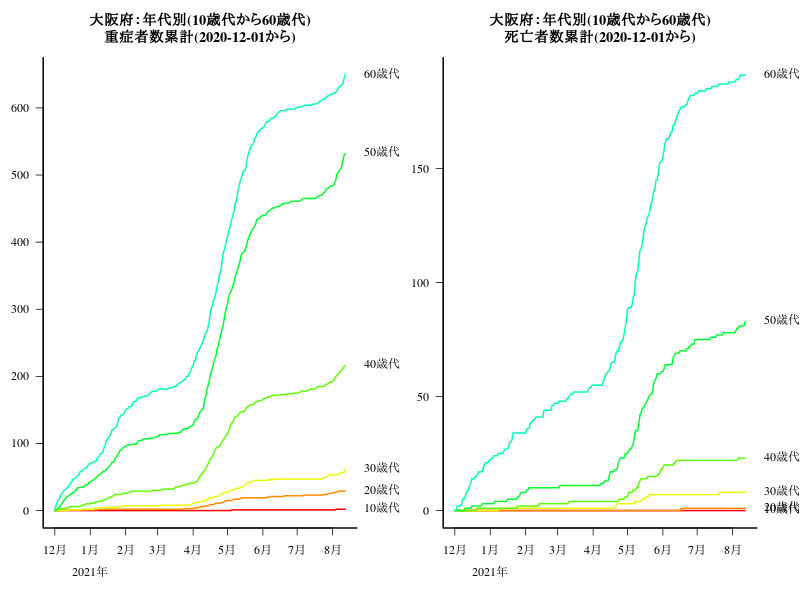 大阪府：年代別(10歳代から60歳代)
重症者数累計(2020-12-01から)
600
500
400
300
200
100
0
60歳代
50歳代
40歳代
30歳代
20歳代
10歳代
12月 1月 2月 3月 4月 5月 6月 7月 8月
2021年
大阪府：年代別(10歳代から60歳代)
死亡者数累計(2020-12-01から)
150
100
50
0
60歳代
50歳代
40歳代
30歳代
20歳代
10歳代
12月 1月 2月 3月 4月 5月 6月 7月 8月
2021年